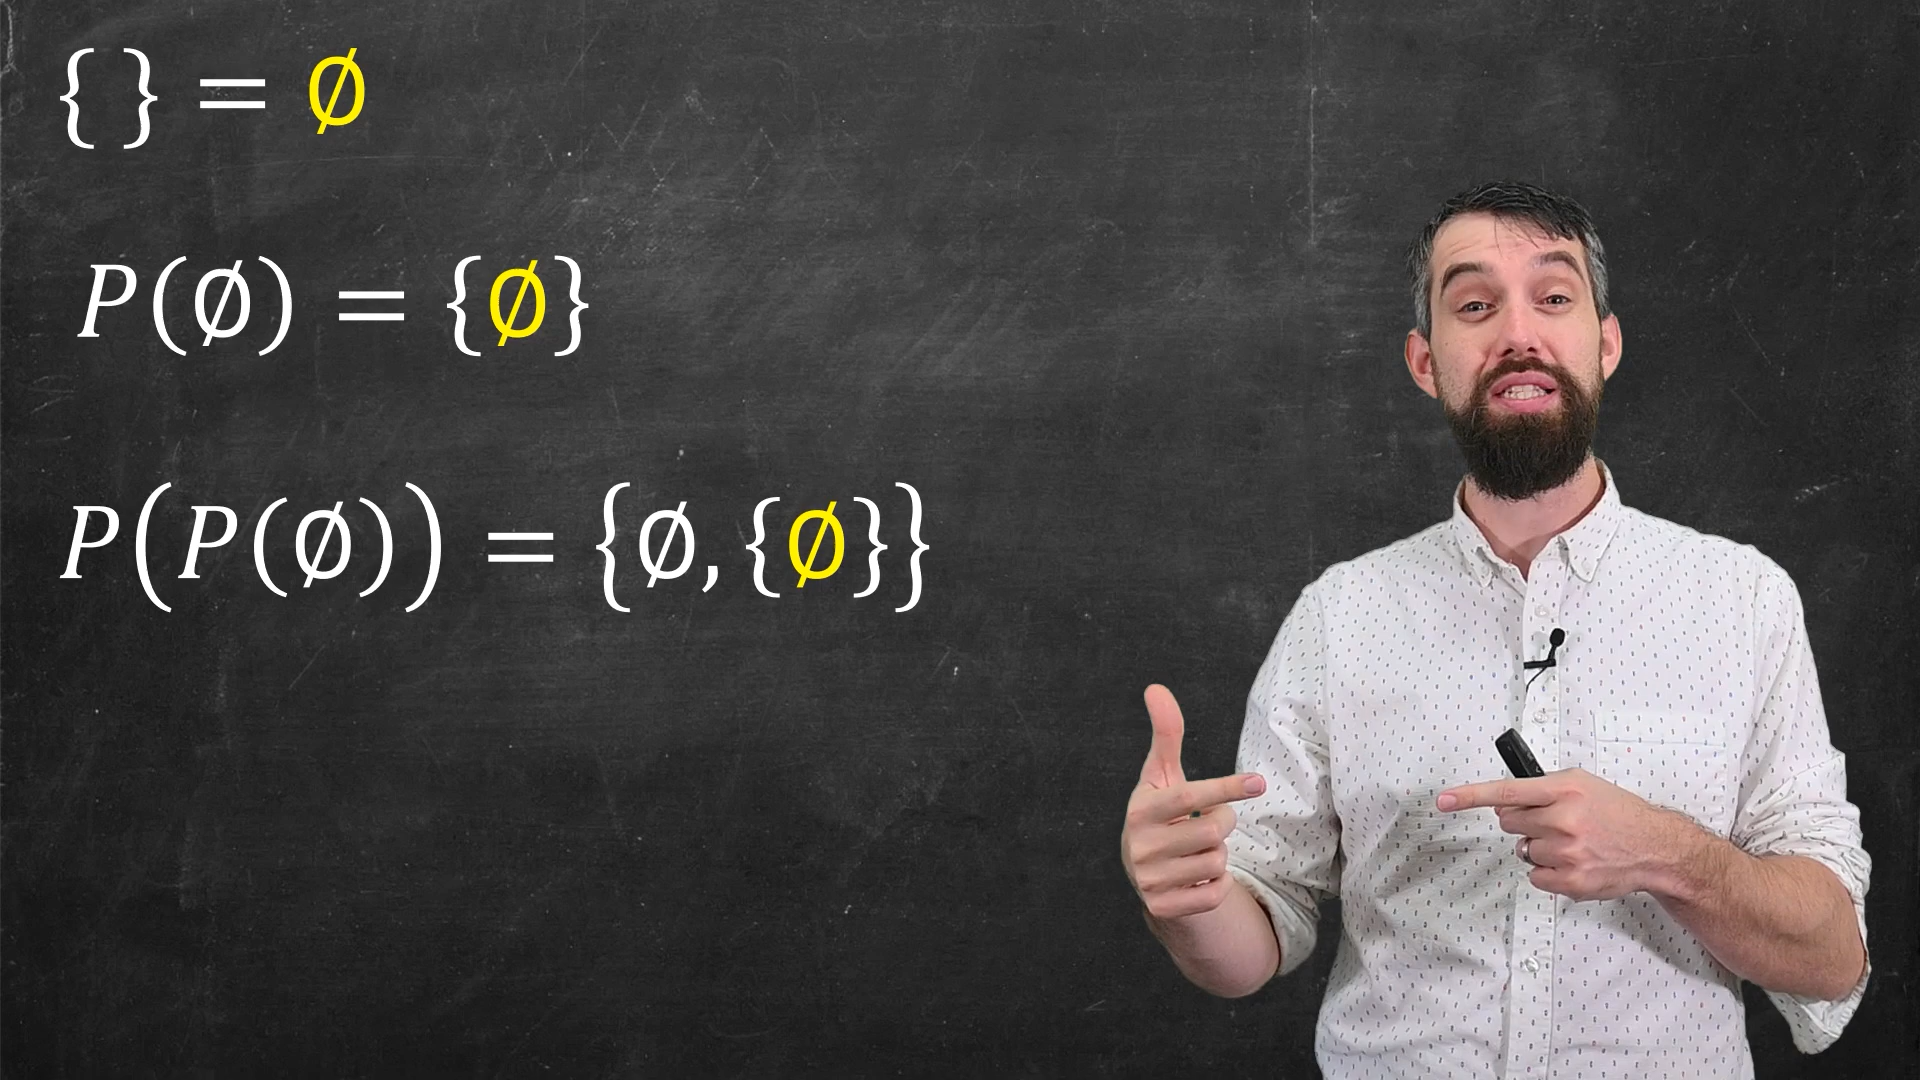 { } = ∅
P(∅) = {∅}
P(P(∅)) = {∅, {∅}}